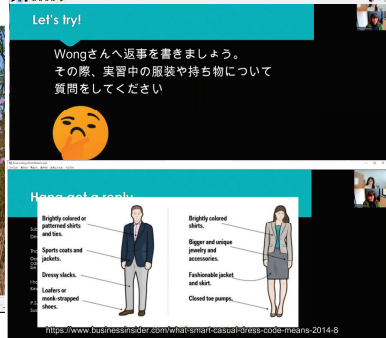 Let's try!
Wongさんへ返事を書きましょう。
その際、実習中の服装や持ち物について
質問をしてください
Hang got a reply
Brightly colored or
patterned shirts
and ties.
Sports coats and
jackets.
Dressy slacks.
Loafers or
monk-strapped
shoes.
Brightly colored
shirts.
Bigger and unique
jewelry and
accessories.
Fashionable jacket
and skirt.
Closed toe pumps.
https://www.businessinsider.com/what-smart-casual-dress-code-means-2014-8